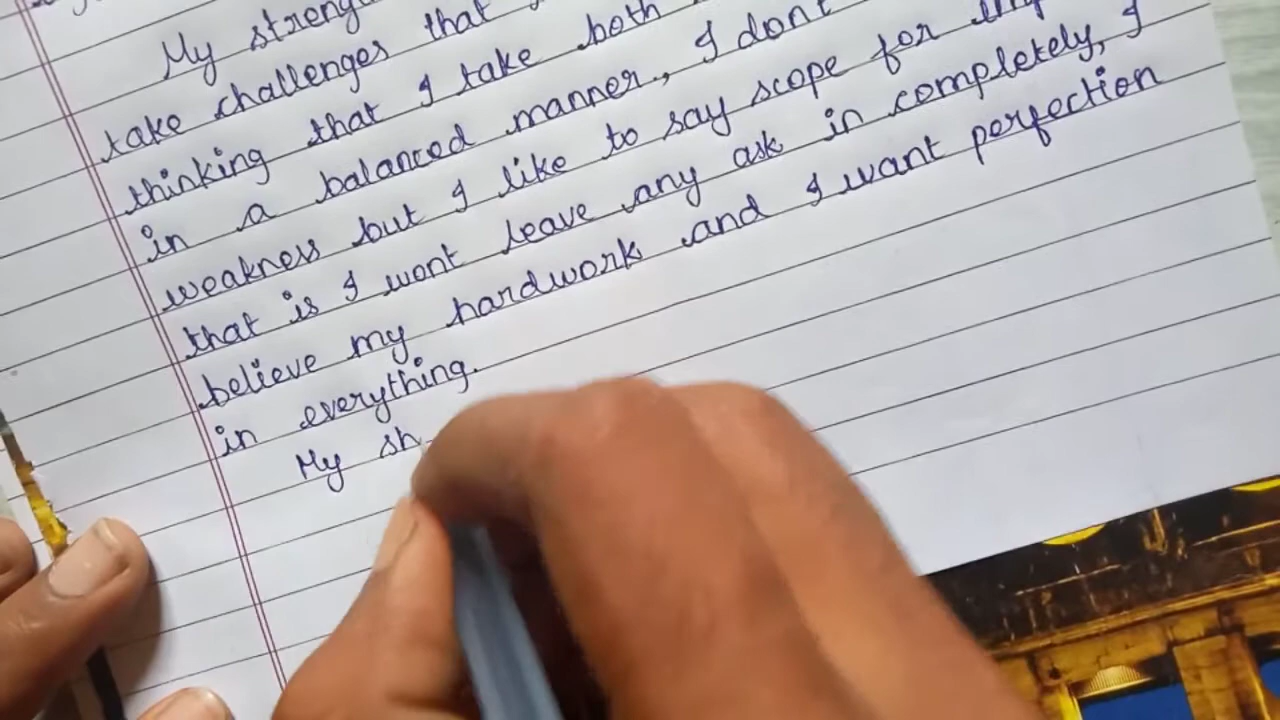 My
take challenges that
thinking that I take both
in a balanced manner, I dont
weakness but I like to say scope for
that is I wont leave any ask in completely, I
believe my hardwork and I want perfection
in everything.
My sh